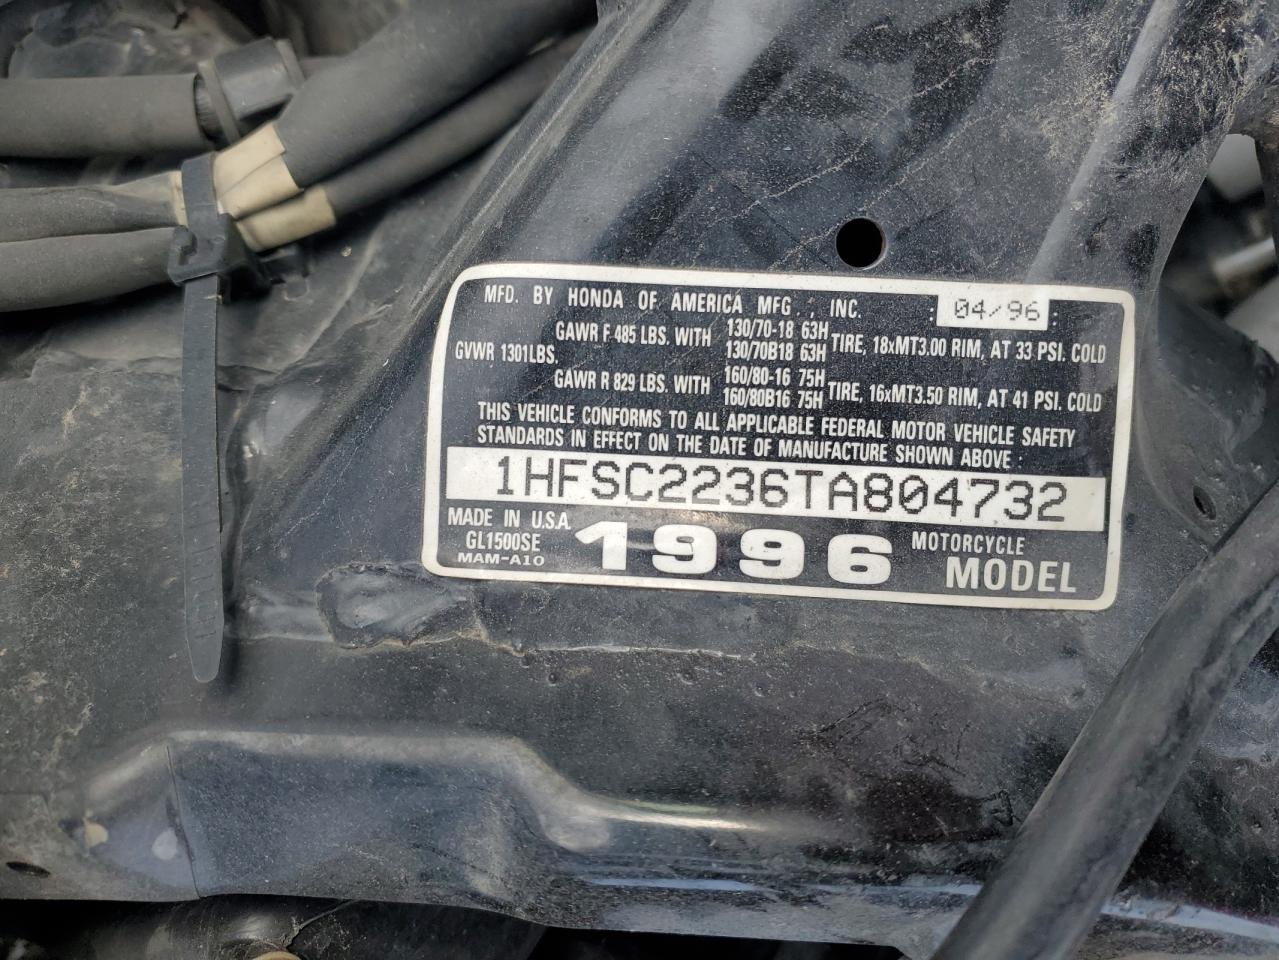 MFD. BY HONDA OF AMERICA MFG., INC. : 04/96 :
GVWR 1301LBS. GAWR F 485 LBS. WITH 130/70-18 63H 130/70B18 63H TIRE, 18xMT3.00 RIM, AT 33 PSI. COLD
GAWR R 829 LBS. WITH 160/80-16 75H 160/80B16 75H TIRE, 16xMT3.50 RIM, AT 41 PSI. COLD
THIS VEHICLE CONFORMS TO ALL APPLICABLE FEDERAL MOTOR VEHICLE SAFETY
STANDARDS IN EFFECT ON THE DATE OF MANUFACTURE SHOWN ABOVE :
1HFSC2236TA804732
MADE IN U.S.A.
GL1500SE
MAM-A10
1996
MOTORCYCLE
MODEL